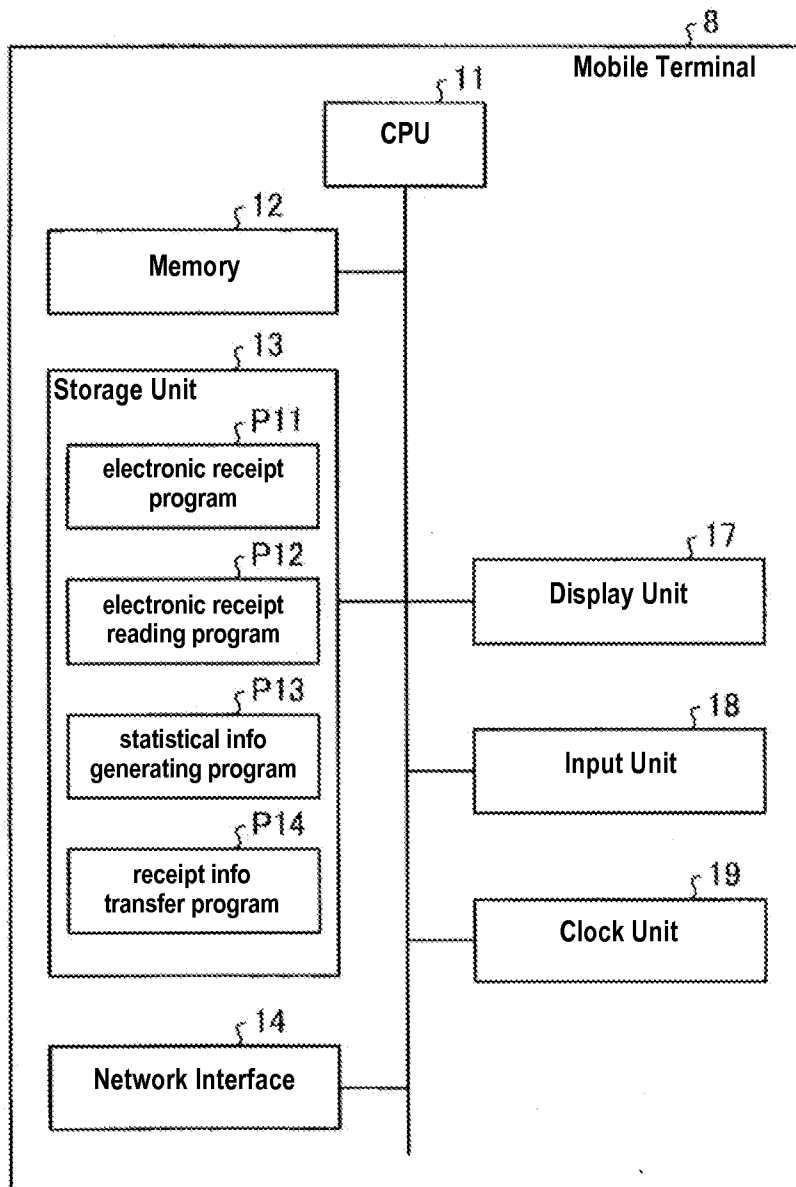 8
Mobile Terminal
11
CPU
12
Memory
13
Storage Unit
P11
electronic receipt
program
P12
electronic receipt
reading program
P13
statistical info
generating program
P14
receipt info
transfer program
14
Network Interface
17
Display Unit
18
Input Unit
19
Clock Unit